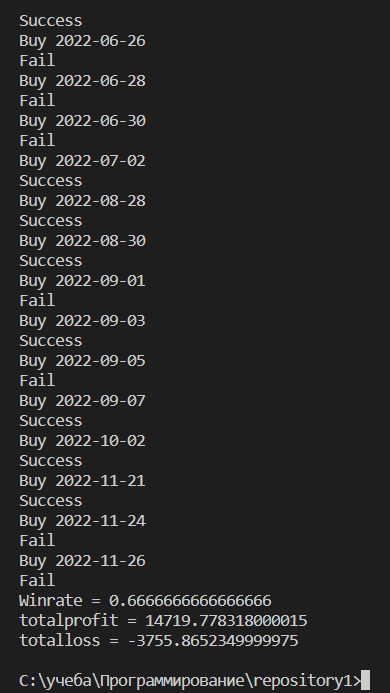 Success
Buy 2022-06-26
Fail
Buy 2022-06-28
Fail
Buy 2022-06-30
Fail
Buy 2022-07-02
Success
Buy 2022-08-28
Success
Buy 2022-08-30
Success
Buy 2022-09-01
Fail
Buy 2022-09-03
Success
Buy 2022-09-05
Fail
Buy 2022-09-07
Success
Buy 2022-10-02
Success
Buy 2022-11-21
Success
Buy 2022-11-24
Fail
Buy 2022-11-26
Fail
Winrate = 0.6666666666666666
totalprofit = 14719.778318000015
totalloss = -3755.8652349999975
C:\учеба\Программирование\repository1>